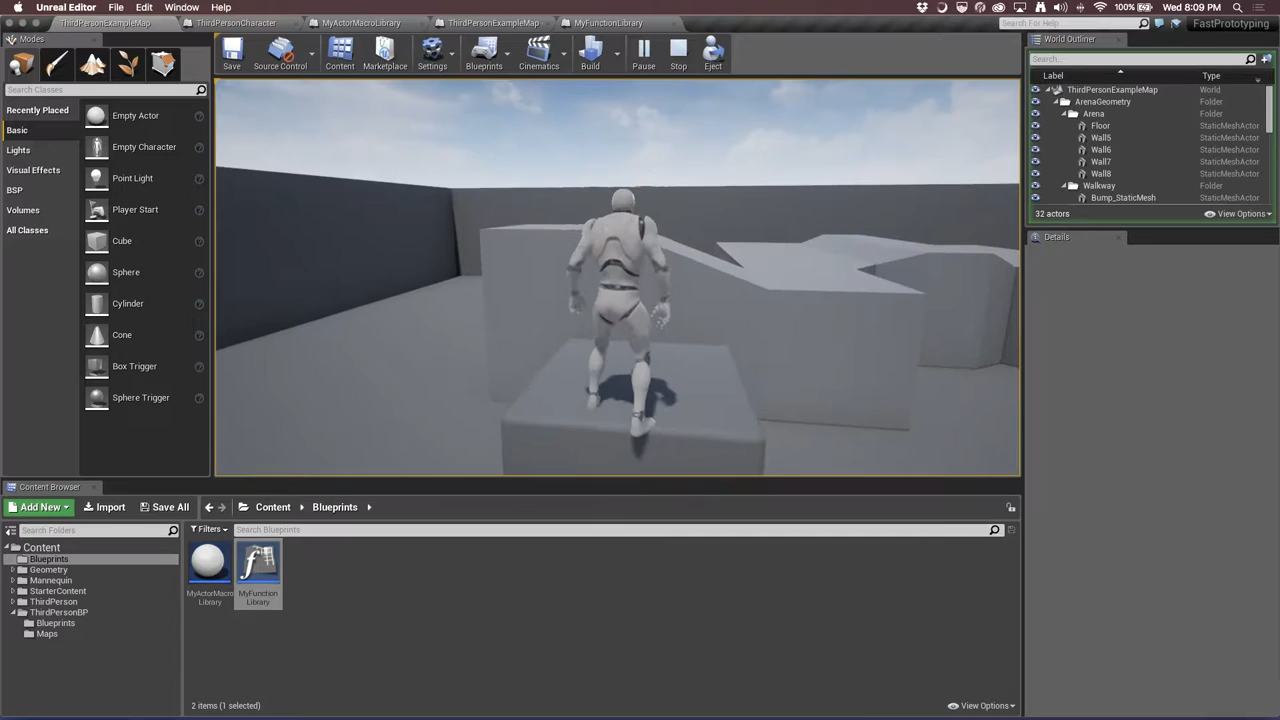 Unreal Engine File Edit Window Help 100% Wed 8:09 PM
ThirdPersonExampleMap ThirdPersonCharacter MyActorMacroLibrary ThirdPersonExampleMap MyFunctionLibrary Search For Help FastPrototyping
Modes
Search Classes
Recently Placed
Basic
Lights
Visual Effects
BSP
Volumes
All Classes
Empty Actor
Empty Character
Point Light
Player Start
Cube
Sphere
Cylinder
Cone
Box Trigger
Sphere Trigger
Save Source Control Content Marketplace Settings Blueprints Cinematics Build Pause Stop Eject
World Outliner
Search...
Label Type
ThirdPersonExampleMap World
ArenaGeometry Folder
Arena Folder
Floor StaticMeshActor
Wall5 StaticMeshActor
Wall6 StaticMeshActor
Wall7 StaticMeshActor
Wall8 StaticMeshActor
Walkway Folder
Bump_StaticMesh StaticMeshActor
32 actors View Options
Details
Content Browser
Add New Import Save All Content Blueprints
Search Folders
Content
Blueprints
Geometry
Mannequin
StarterContent
ThirdPerson
ThirdPersonBP
Blueprints
Maps
Filters Search Blueprints
MyActorMacro
Library
MyFunction
Library
2 items (1 selected) View Options